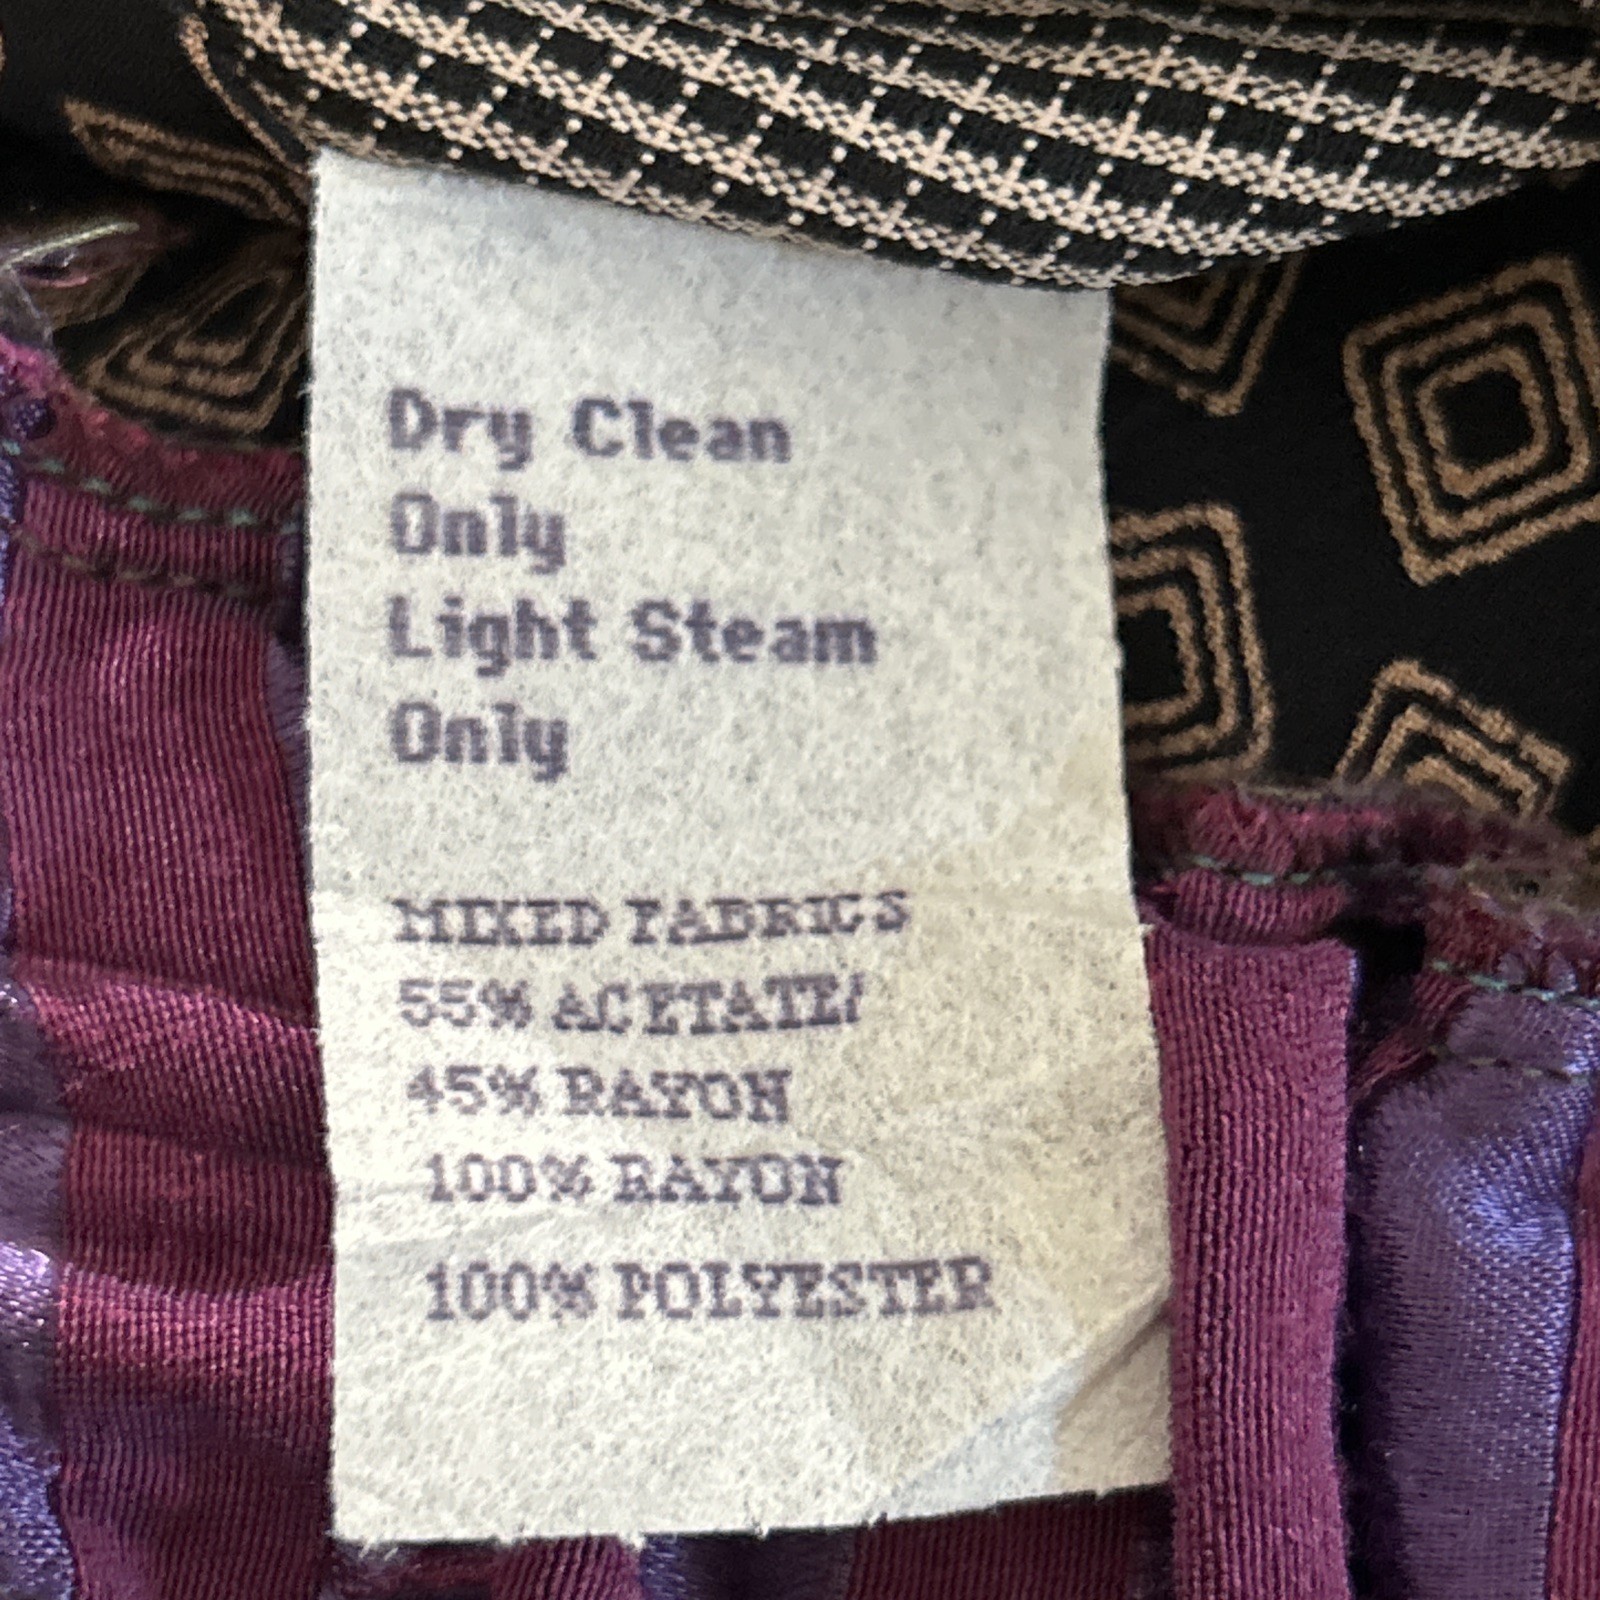 Dry Clean
Only
Light Steam
Only
MIXED FABRICS
55% ACETATE/
45% RAYON
100% RAYON
100% POLYESTER